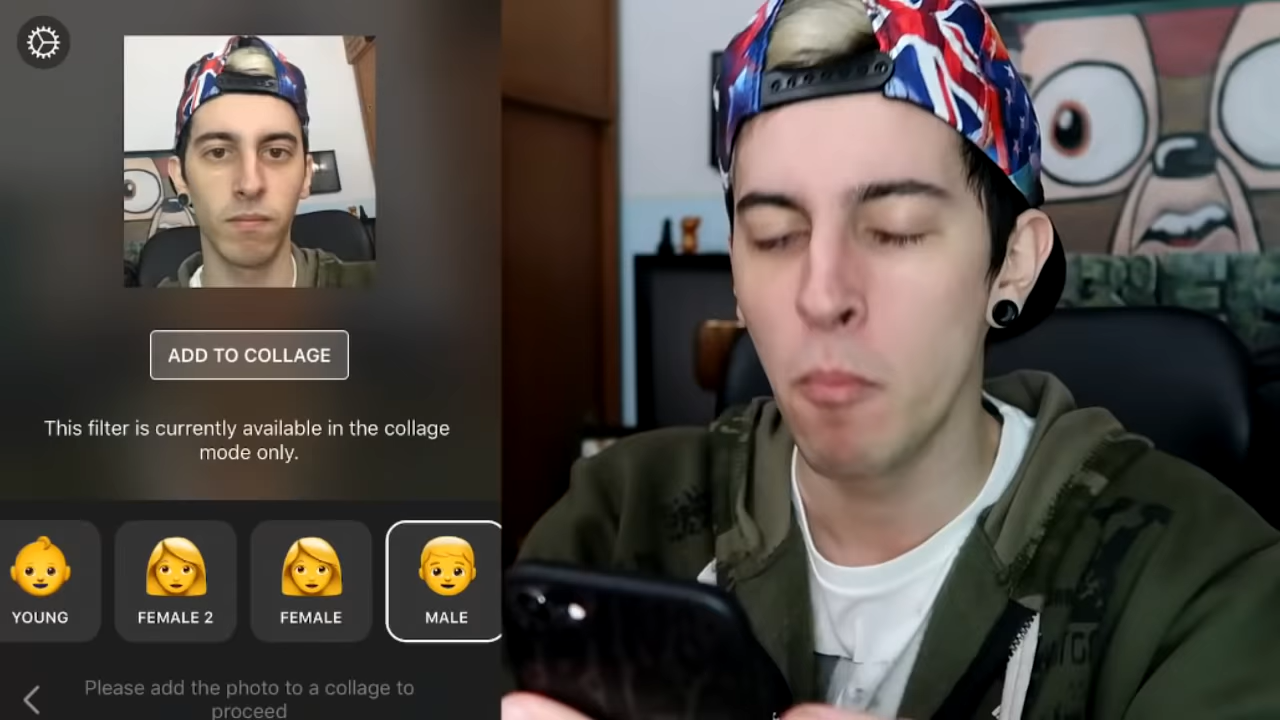 ADD TO COLLAGE
This filter is currently available in the collage
mode only.
YOUNG
FEMALE 2
FEMALE
MALE
Please add the photo to a collage to
proceed